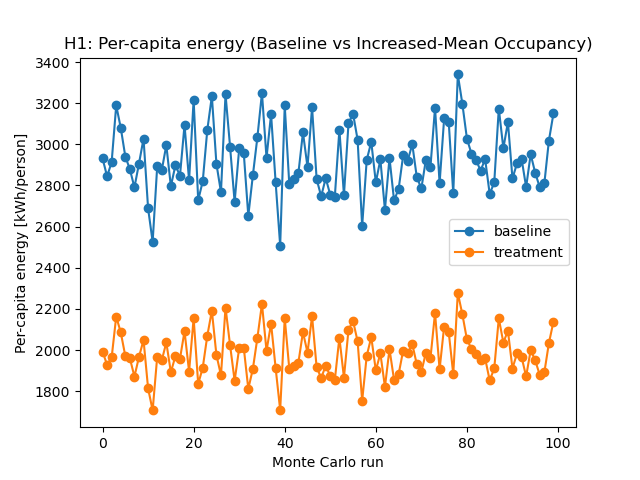 H1: Per-capita energy (Baseline vs Increased-Mean Occupancy)
Per-capita energy [kWh/person]
3400
3200
3000
2800
2600
2400
2200
2000
1800
baseline
treatment
0 20 40 60 80 100
Monte Carlo run